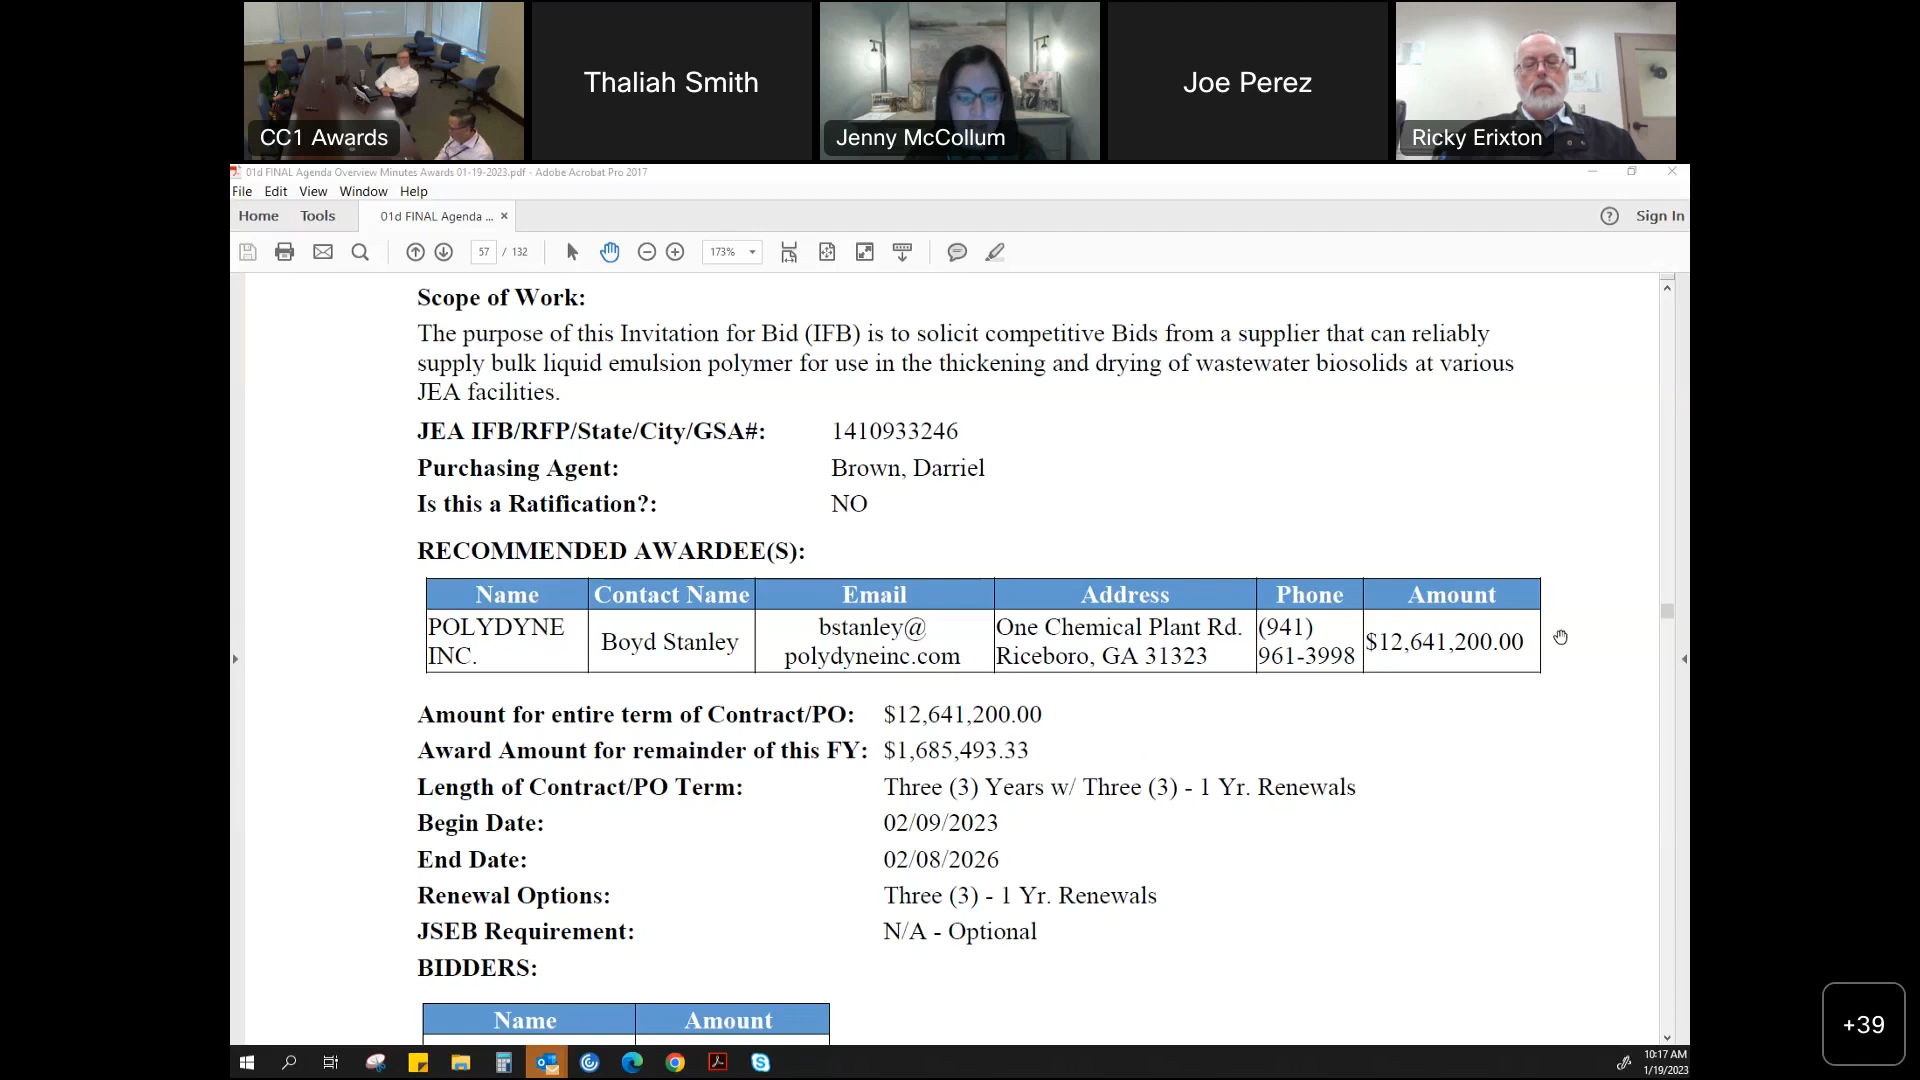 CC1 Awards
Thaliah Smith
Jenny McCollum
Joe Perez
Ricky Erixton
01d FINAL Agenda Overview Minutes Awards 01-19-2023.pdf - Adobe Acrobat Pro 2017
File Edit View Window Help
Home Tools 01d FINAL Agenda ... × Sign In
57 / 132 173%
Scope of Work:
The purpose of this Invitation for Bid (IFB) is to solicit competitive Bids from a supplier that can reliably
supply bulk liquid emulsion polymer for use in the thickening and drying of wastewater biosolids at various
JEA facilities.
JEA IFB/RFP/State/City/GSA#: 1410933246
Purchasing Agent: Brown, Darriel
Is this a Ratification?: NO
RECOMMENDED AWARDEE(S):
Name Contact Name Email Address Phone Amount
POLYDYNE INC. Boyd Stanley bstanley@ polydyneinc.com One Chemical Plant Rd. Riceboro, GA 31323 (941) 961-3998 $12,641,200.00
Amount for entire term of Contract/PO: $12,641,200.00
Award Amount for remainder of this FY: $1,685,493.33
Length of Contract/PO Term: Three (3) Years w/ Three (3) - 1 Yr. Renewals
Begin Date: 02/09/2023
End Date: 02/08/2026
Renewal Options: Three (3) - 1 Yr. Renewals
JSEB Requirement: N/A - Optional
BIDDERS:
Name Amount
+39
10:17 AM
1/19/2023